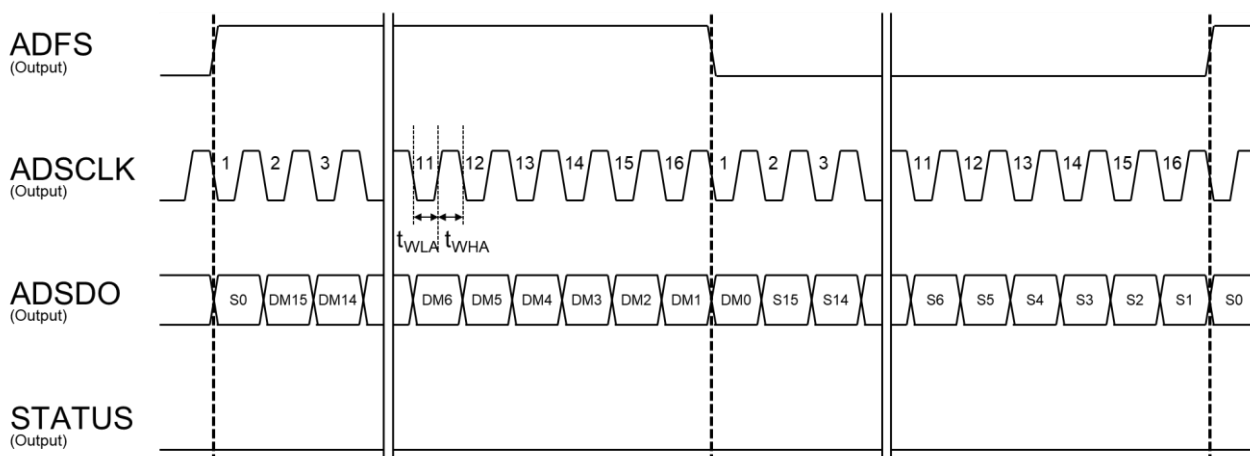 ADFS
(Output)
ADSCLK
(Output)
1 2 3 11 12 13 14 15 16 1 2 3 11 12 13 14 15 16
tWLA tWHA
ADSDO
(Output)
S0 DM15 DM14 DM6 DM5 DM4 DM3 DM2 DM1 DM0 S15 S14 S6 S5 S4 S3 S2 S1 S0
STATUS
(Output)